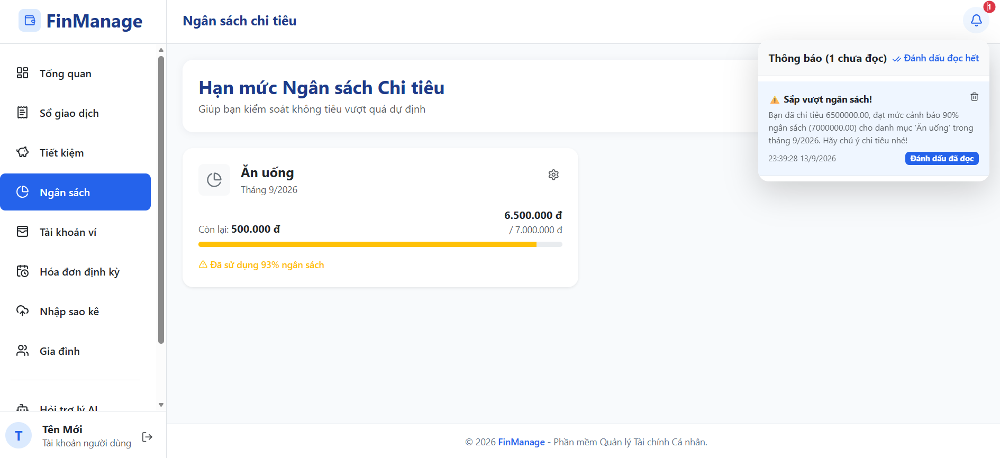 FinManage
Tổng quan
Sổ giao dịch
Tiết kiệm
Ngân sách
Tài khoản ví
Hóa đơn định kỳ
Nhập sao kê
Gia đình
Hỏi trợ lý AI
T
Tên Mới
Tài khoản người dùng
Ngân sách chi tiêu
1
Hạn mức Ngân sách Chi tiêu
Giúp bạn kiểm soát không tiêu vượt quá dự định
Ăn uống
Tháng 9/2026
6.500.000 đ
Còn lại: 500.000 đ
/ 7.000.000 đ
Đã sử dụng 93% ngân sách
Thông báo (1 chưa đọc)
Đánh dấu đọc hết
Sắp vượt ngân sách!
Bạn đã chi tiêu 6500000.00, đạt mức cảnh báo 90%
ngân sách (7000000.00) cho danh mục 'Ăn uống' trong
tháng 9/2026. Hãy chú ý chi tiêu nhé!
23:39:28 13/9/2026
Đánh dấu đã đọc
© 2026 FinManage - Phần mềm Quản lý Tài chính Cá nhân.